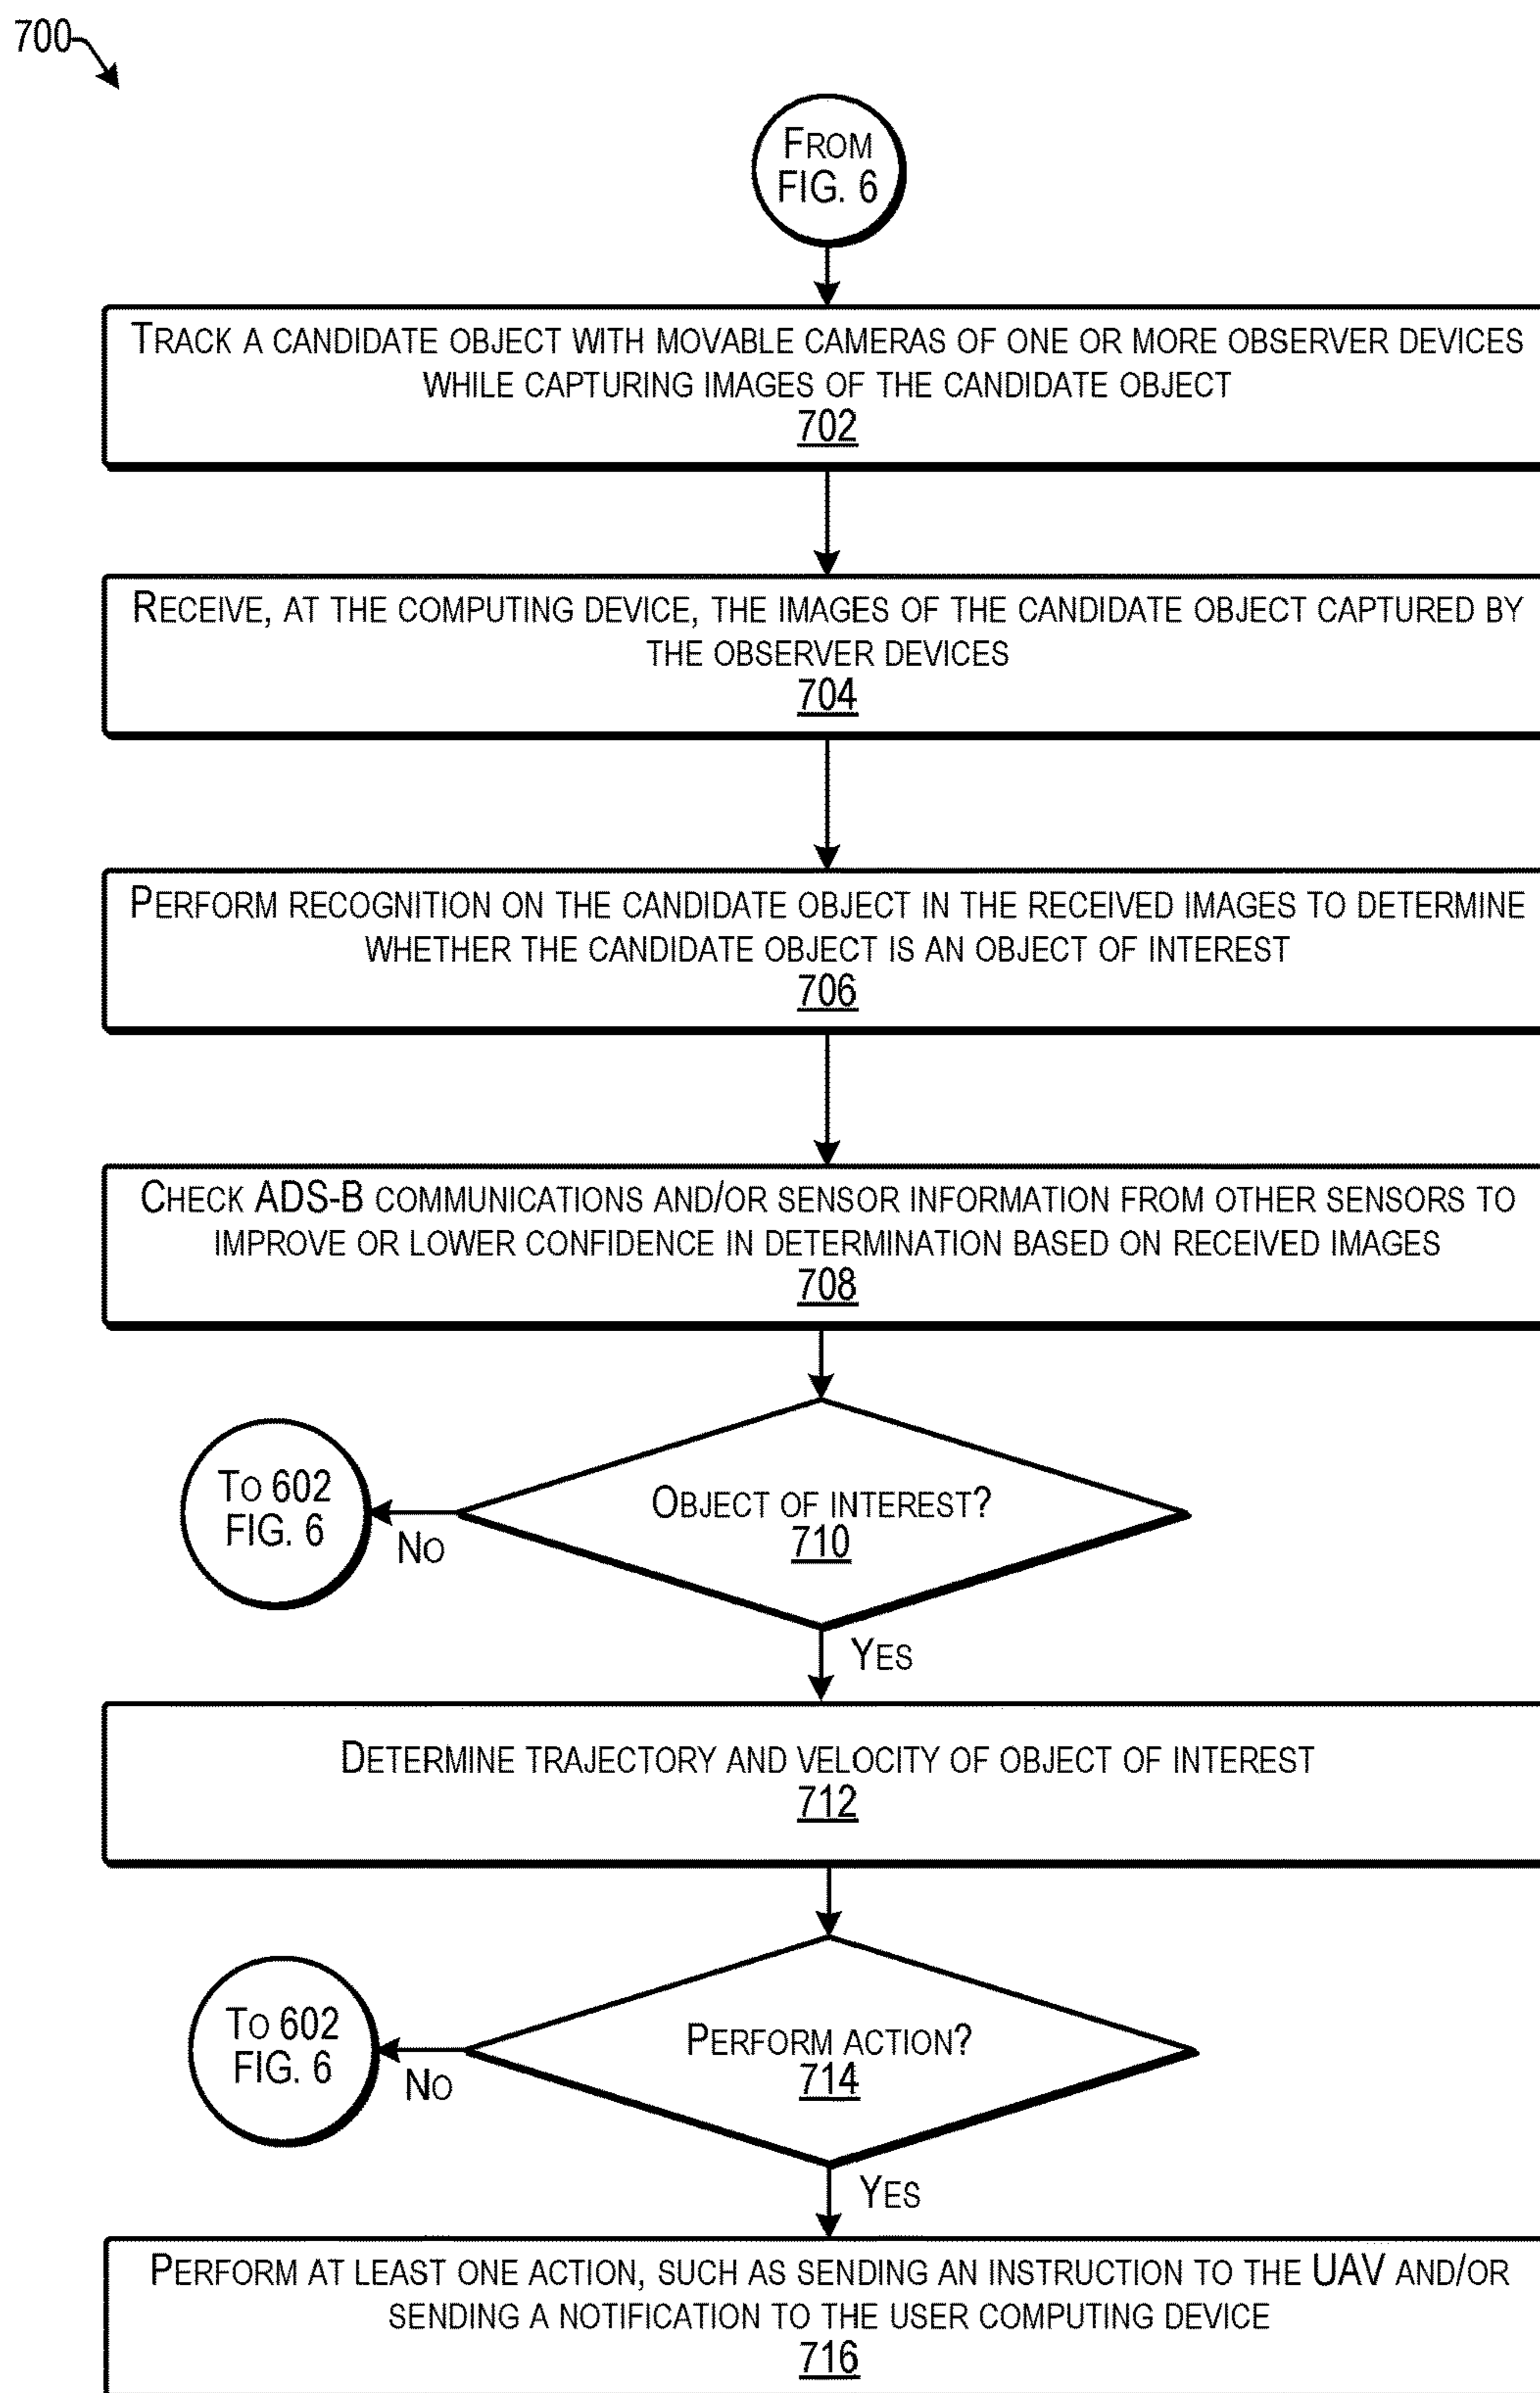 700
FROM
FIG. 6
TRACK A CANDIDATE OBJECT WITH MOVABLE CAMERAS OF ONE OR MORE OBSERVER DEVICES
WHILE CAPTURING IMAGES OF THE CANDIDATE OBJECT
702
RECEIVE, AT THE COMPUTING DEVICE, THE IMAGES OF THE CANDIDATE OBJECT CAPTURED BY
THE OBSERVER DEVICES
704
PERFORM RECOGNITION ON THE CANDIDATE OBJECT IN THE RECEIVED IMAGES TO DETERMINE
WHETHER THE CANDIDATE OBJECT IS AN OBJECT OF INTEREST
706
CHECK ADS-B COMMUNICATIONS AND/OR SENSOR INFORMATION FROM OTHER SENSORS TO
IMPROVE OR LOWER CONFIDENCE IN DETERMINATION BASED ON RECEIVED IMAGES
708
OBJECT OF INTEREST?
710
TO 602
FIG. 6
NO
YES
DETERMINE TRAJECTORY AND VELOCITY OF OBJECT OF INTEREST
712
PERFORM ACTION?
714
TO 602
FIG. 6
NO
YES
PERFORM AT LEAST ONE ACTION, SUCH AS SENDING AN INSTRUCTION TO THE UAV AND/OR
SENDING A NOTIFICATION TO THE USER COMPUTING DEVICE
716